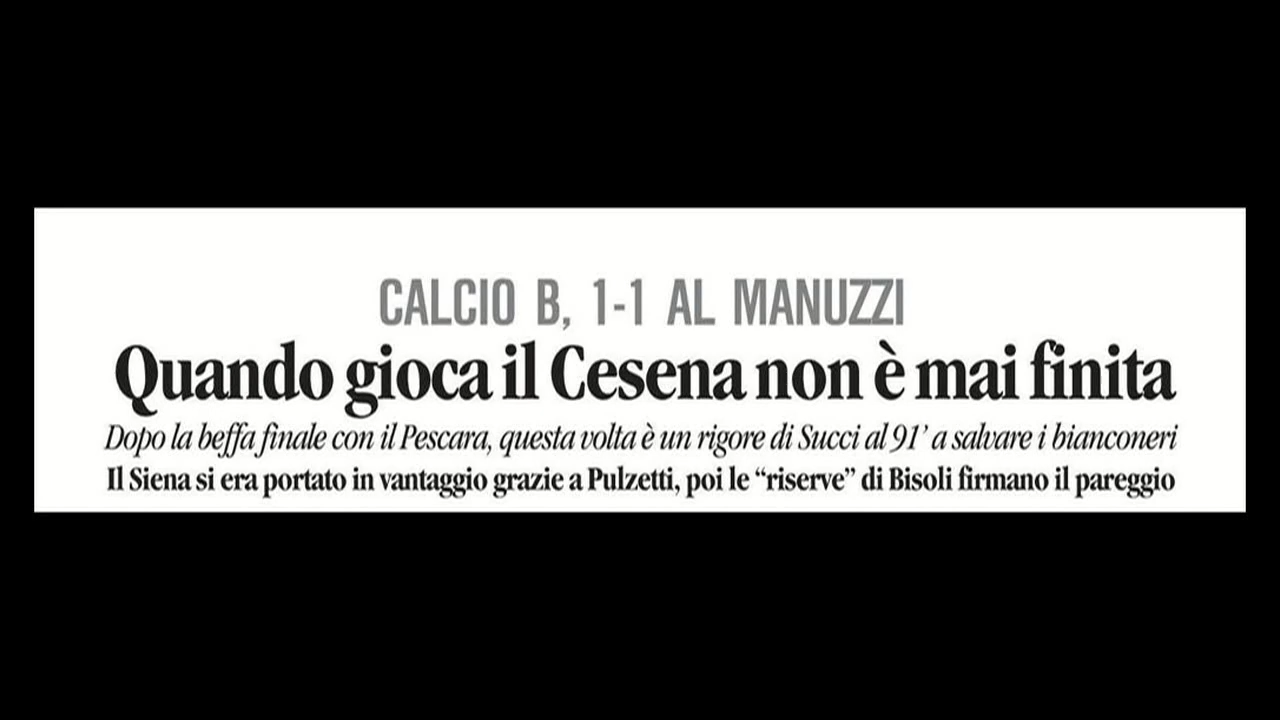 CALCIO B, 1-1 AL MANUZZI
Quando gioca il Cesena non è mai finita
Dopo la beffa finale con il Pescara, questa volta è un rigore di Succi al 91’ a salvare i bianconeri
Il Siena si era portato in vantaggio grazie a Pulzetti, poi le “riserve” di Bisoli firmano il pareggio